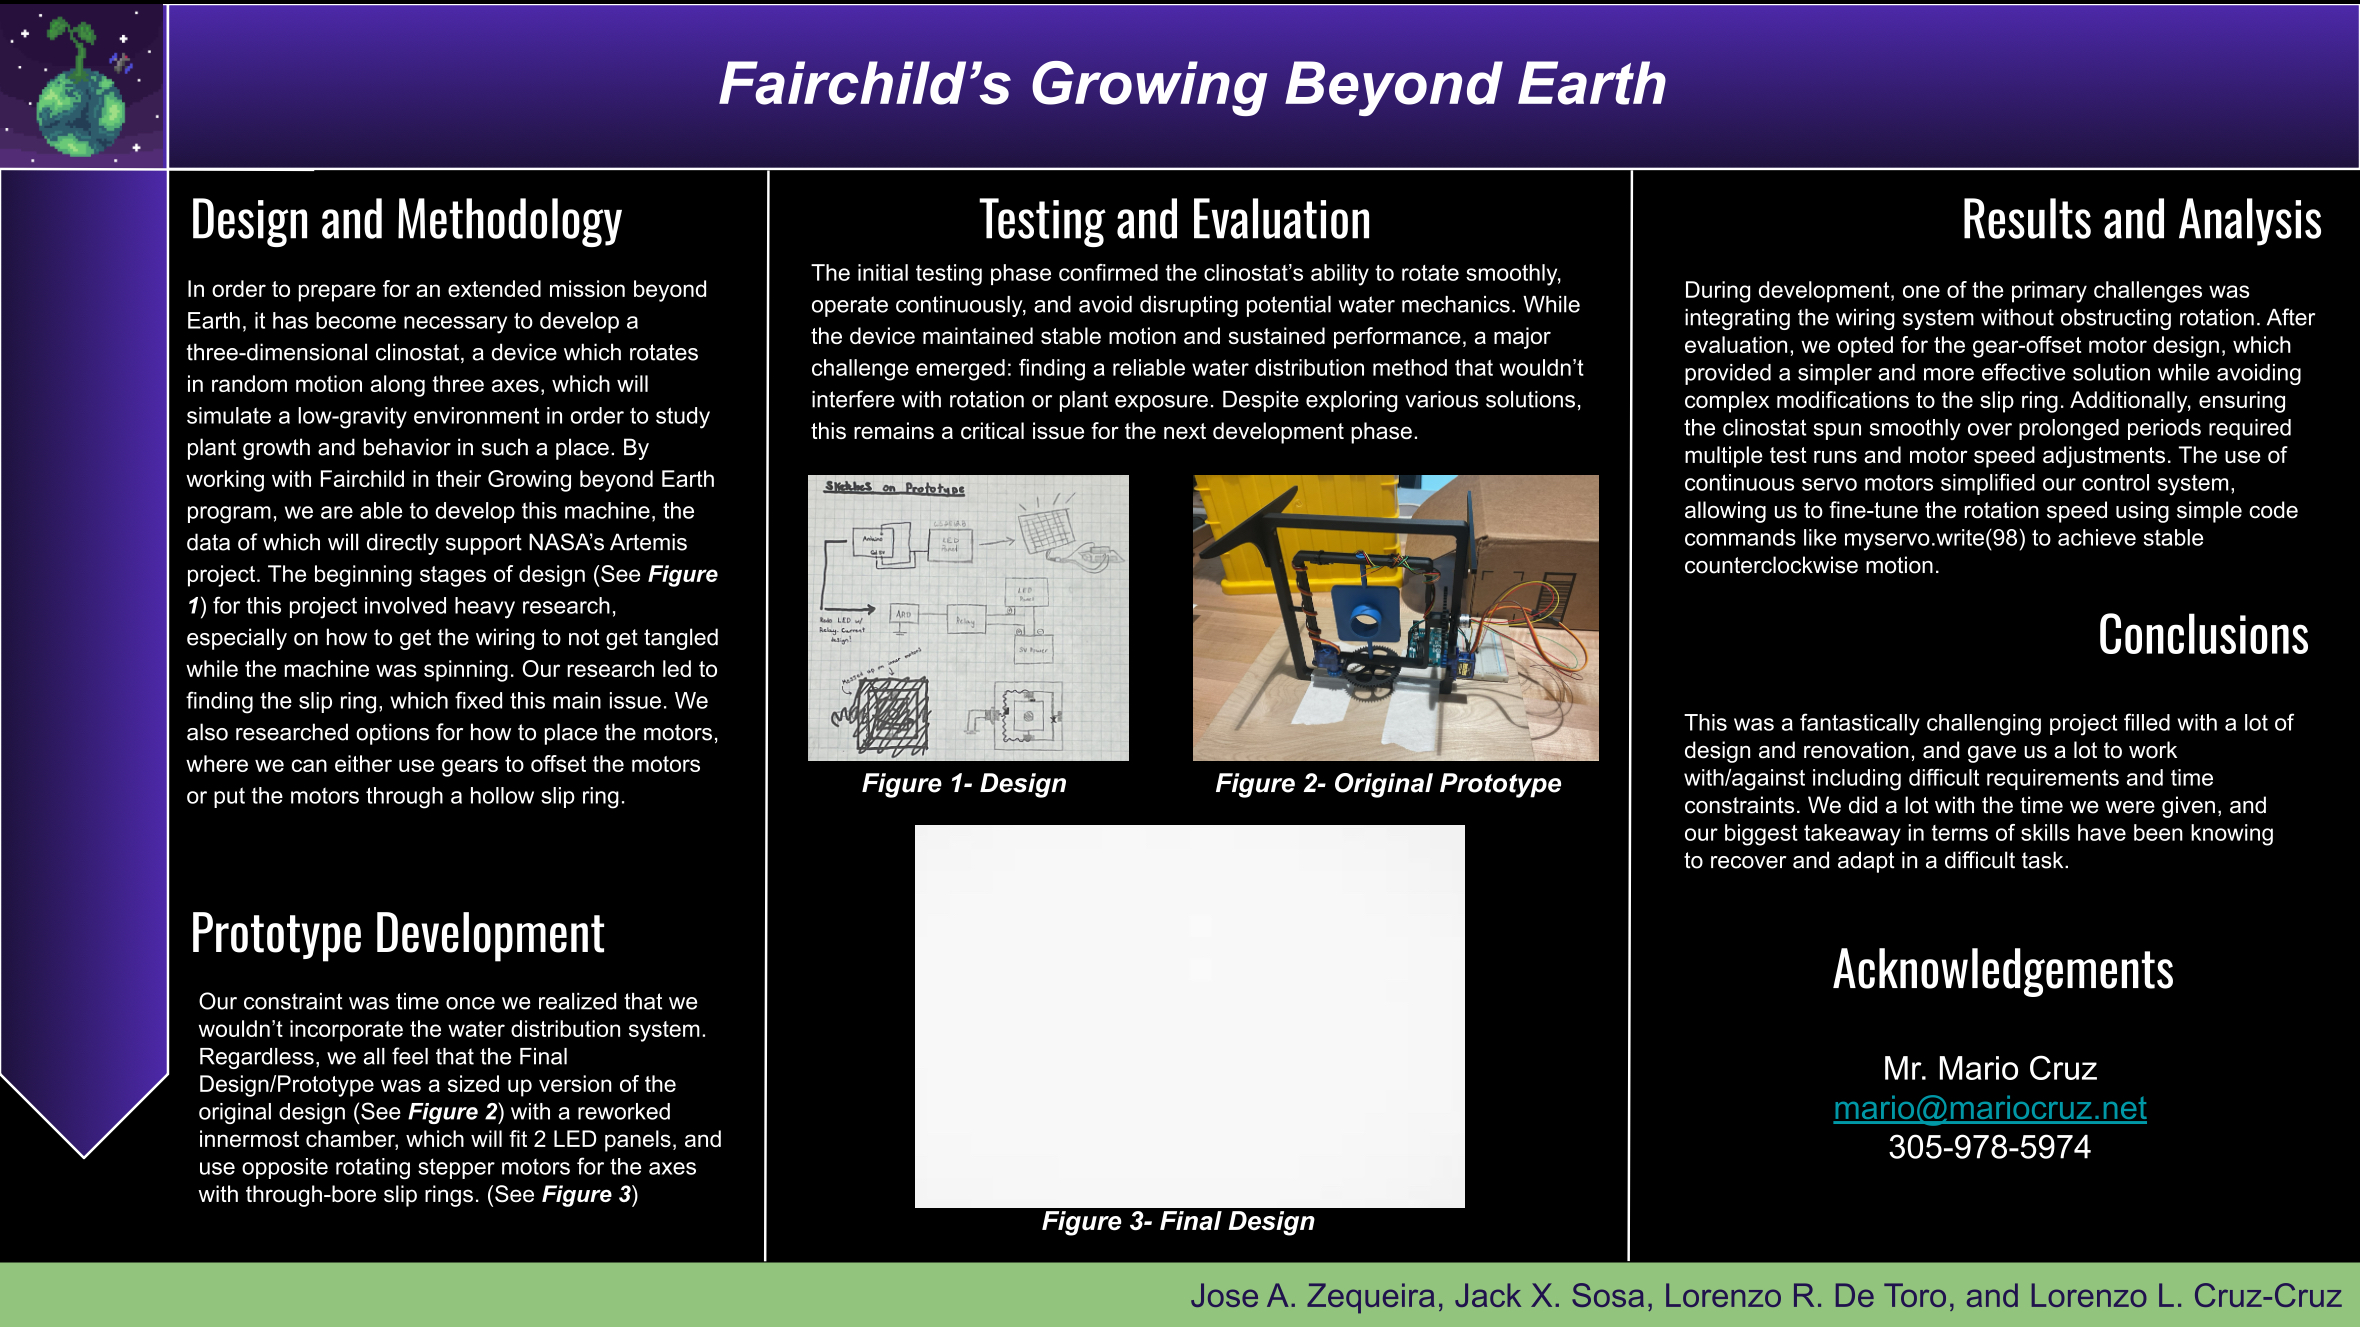 Fairchild’s Growing Beyond Earth
Design and Methodology
In order to prepare for an extended mission beyond
Earth, it has become necessary to develop a
three-dimensional clinostat, a device which rotates
in random motion along three axes, which will
simulate a low-gravity environment in order to study
plant growth and behavior in such a place. By
working with Fairchild in their Growing beyond Earth
program, we are able to develop this machine, the
data of which will directly support NASA’s Artemis
project. The beginning stages of design (See Figure
1) for this project involved heavy research,
especially on how to get the wiring to not get tangled
while the machine was spinning. Our research led to
finding the slip ring, which fixed this main issue. We
also researched options for how to place the motors,
where we can either use gears to offset the motors
or put the motors through a hollow slip ring.
Prototype Development
Our constraint was time once we realized that we
wouldn’t incorporate the water distribution system.
Regardless, we all feel that the Final
Design/Prototype was a sized up version of the
original design (See Figure 2) with a reworked
innermost chamber, which will fit 2 LED panels, and
use opposite rotating stepper motors for the axes
with through-bore slip rings. (See Figure 3)
Testing and Evaluation
The initial testing phase confirmed the clinostat’s ability to rotate smoothly,
operate continuously, and avoid disrupting potential water mechanics. While
the device maintained stable motion and sustained performance, a major
challenge emerged: finding a reliable water distribution method that wouldn’t
interfere with rotation or plant exposure. Despite exploring various solutions,
this remains a critical issue for the next development phase.
Sketches on Prototype
Arduino
LED
Panel
LED
Panel
ARD
Relay
Redo LED w/
Relay. Current
design!
Power
Messed up on inner motors
Figure 1- Design
Figure 2- Original Prototype
Figure 3- Final Design
Results and Analysis
During development, one of the primary challenges was
integrating the wiring system without obstructing rotation. After
evaluation, we opted for the gear-offset motor design, which
provided a simpler and more effective solution while avoiding
complex modifications to the slip ring. Additionally, ensuring
the clinostat spun smoothly over prolonged periods required
multiple test runs and motor speed adjustments. The use of
continuous servo motors simplified our control system,
allowing us to fine-tune the rotation speed using simple code
commands like myservo.write(98) to achieve stable
counterclockwise motion.
Conclusions
This was a fantastically challenging project filled with a lot of
design and renovation, and gave us a lot to work
with/against including difficult requirements and time
constraints. We did a lot with the time we were given, and
our biggest takeaway in terms of skills have been knowing
to recover and adapt in a difficult task.
Acknowledgements
Mr. Mario Cruz
mario@mariocruz.net
305-978-5974
Jose A. Zequeira, Jack X. Sosa, Lorenzo R. De Toro, and Lorenzo L. Cruz-Cruz